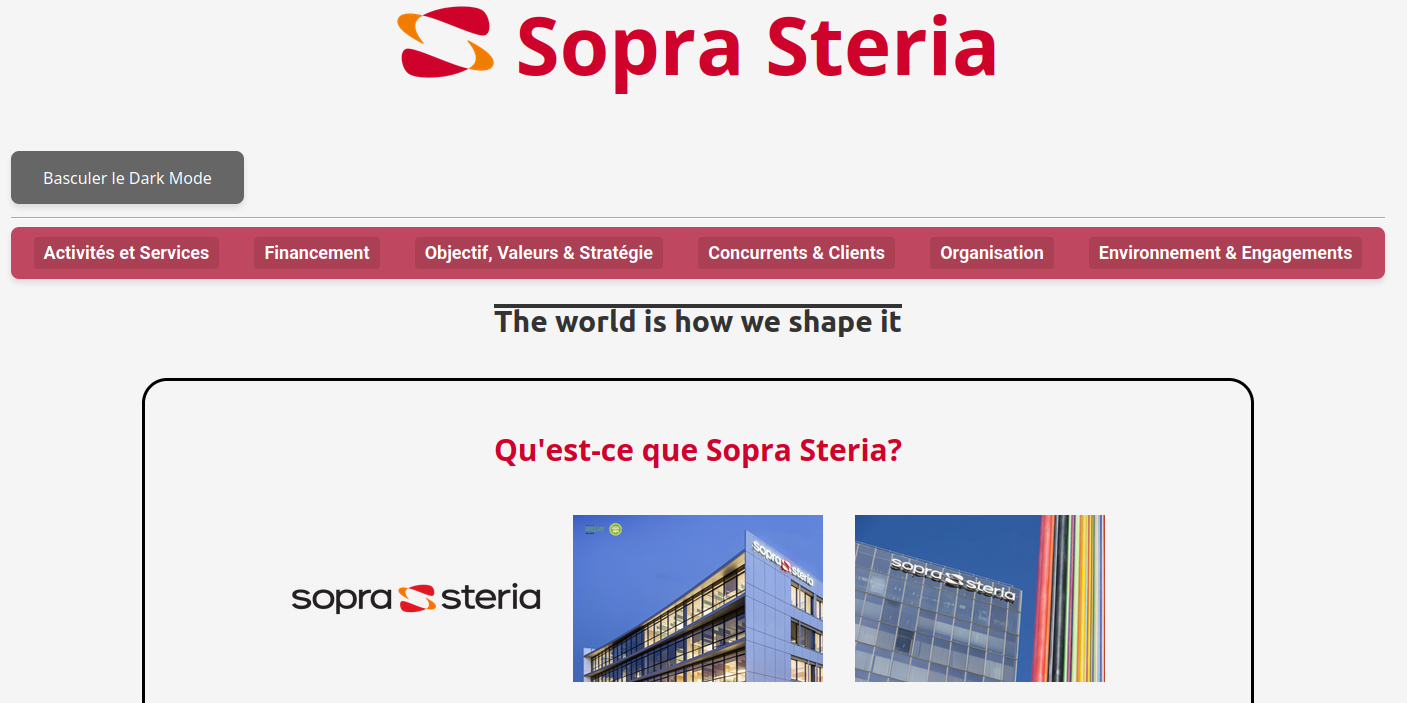 Sopra Steria
Basculer le Dark Mode
Activités et Services
Financement
Objectif, Valeurs & Stratégie
Concurrents & Clients
Organisation
Environnement & Engagements
The world is how we shape it
Qu'est-ce que Sopra Steria?
sopra steria
sopra steria
sopra steria